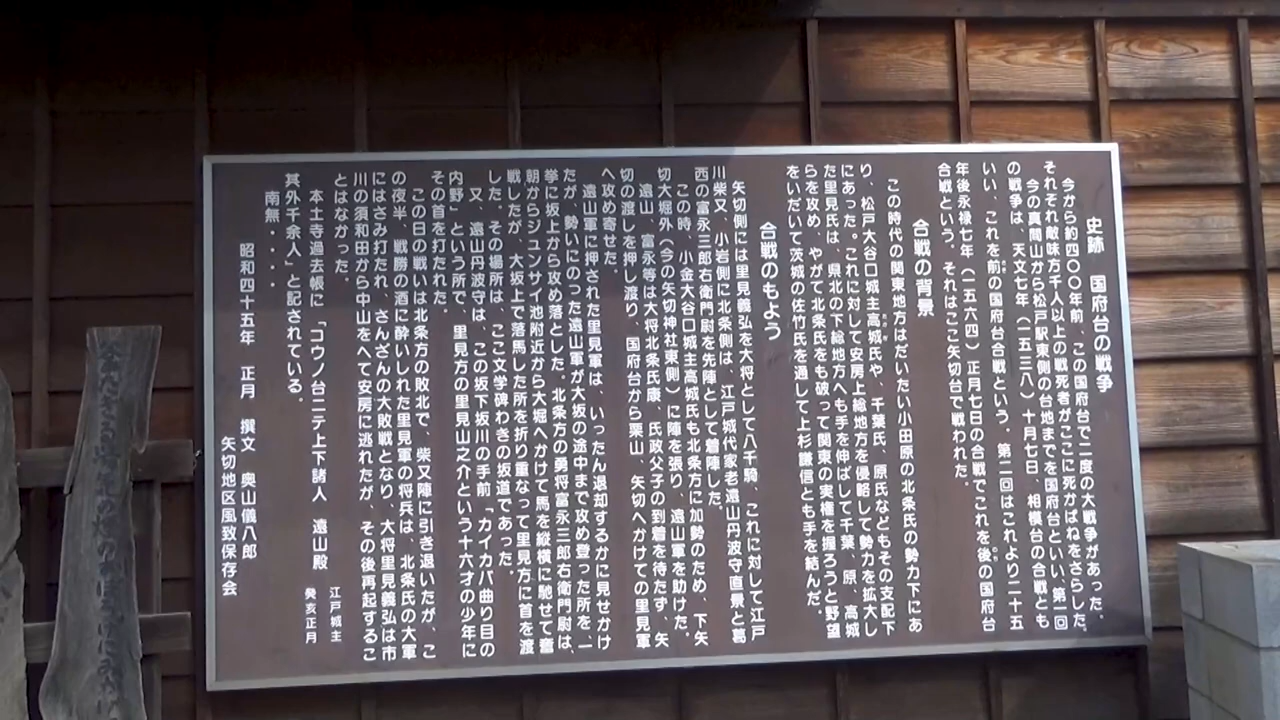 史跡　国府台の戦争
今から約四〇〇年前、この国府台で二度の大戦争があった。
それぞれ敵味方千人以上の戦死者がここに死かばねをさらした。
今の真間山から松戸駅東側の台地までを国府台といい、第一回
の戦争は、天文七年（一五三八）十月七日、相模台の合戦とも
いい、これを前の国府台合戦という。第二回はこれより二十五
年後永禄七年（一五六四）正月七日の合戦でこれを後の国府台
合戦という。それはここ矢切台で戦われた。
合戦の背景
この時代の関東地方はだいたい小田原の北条氏の勢力下にあ
り、松戸大谷口城主高城氏や、千葉氏、原氏などもその支配下
にあった。これに対して安房上総地方を侵略して勢力を拡大し
た里見氏は、県北の下総地方へも手を伸ばして千葉、原、高城
らを攻め、やがて北条氏をも破って関東の実権を握ろうと野望
をいだいて茨城の佐竹氏を通して上杉謙信とも手を結んだ。
合戦のもよう
矢切側には里見義弘を大将として八千騎、これに対して江戸
川柴又、小岩側に北条側は、江戸城代家老遠山丹波守直景と葛
西の富永三郎右衛門尉を先陣として着陣した。
この時、小金大谷口城主高城氏も北条方に加勢のため、下矢
切大堀外（今の矢切神社東側）に陣を張り、遠山軍を助けた。
遠山、富永等は大将北条氏康、氏政父子の到着を待たず、矢
切の渡しを押し渡り、国府台から栗山、矢切へかけての里見軍
へ攻め寄せた。
遠山軍に押された里見軍は、いったん退却するかに見せかけ
たが、勢いにのった遠山軍が大坂の途中まで攻め登った所を、一
挙に坂上から攻め落とした。北条方の勇将富永三郎右衛門尉は、
朝からジュンサイ池附近から大堀へかけて馬を縦横に馳せて奮
戦したが、大坂上で落馬した所を折り重なって里見方に首を渡
した。その場所は、ここ文学碑わきの坂道であった。
又、遠山丹波守は、この坂下坂川の手前「カイカバ曲り目の
内野」という所で、里見方の里見山之介という十六才の少年に
その首を打たれた。
この日の戦いは北条方の敗北で、柴又陣に引き退いたが、こ
の夜半、戦勝の酒に酔いしれた里見軍の将兵は、北条氏の大軍
にはさみ打たれ、さんざんの大敗戦となり、大将里見義弘は市
川の須和田から中山をへて安房に逃れたが、その後再起するこ
とはなかった。
本土寺過去帳に「コウノ台ニテ上下諸人　遠山殿　江戸城主
其外千余人」と記されている。　癸亥正月
南無・・・・
昭和四十五年　正月　撰文　奥山儀八郎
矢切地区風致保存会